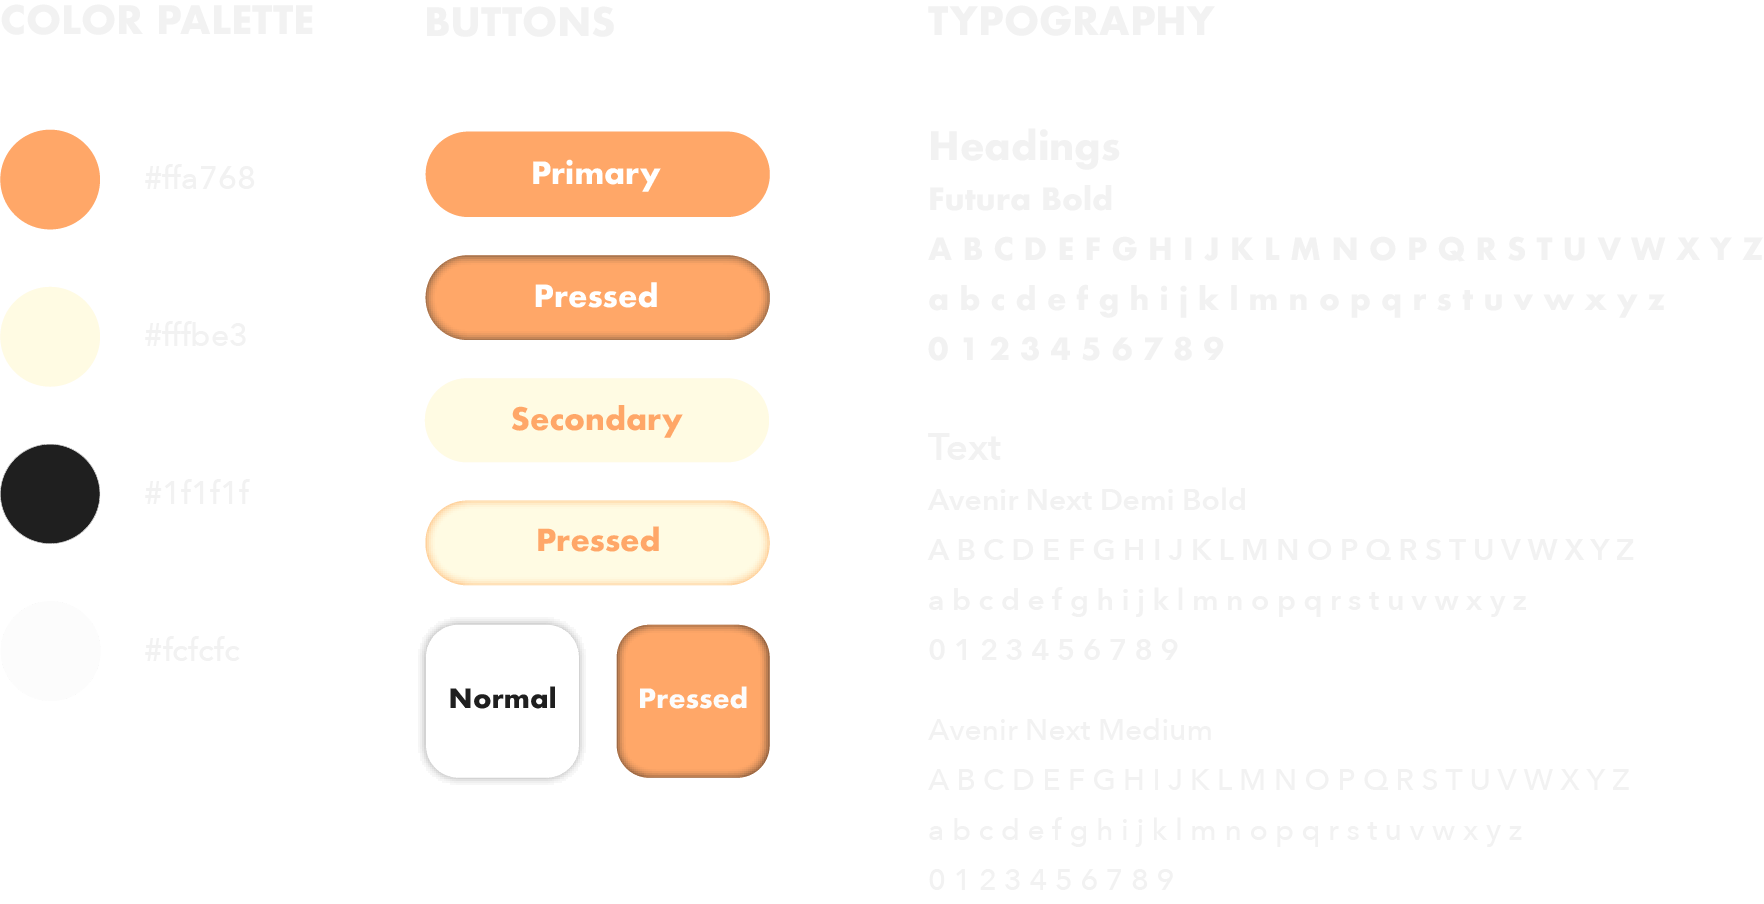 COLOR PALETTE
#ffa768
#fffbe3
#1f1f1f
#fcfcfc
BUTTONS
Primary
Pressed
Secondary
Pressed
Normal
Pressed
TYPOGRAPHY
Headings
Futura Bold
A B C D E F G H I J K L M N O P Q R S T U V W X Y Z
a b c d e f g h i j k l m n o p q r s t u v w x y z
0 1 2 3 4 5 6 7 8 9
Text
Avenir Next Demi Bold
A B C D E F G H I J K L M N O P Q R S T U V W X Y Z
a b c d e f g h i j k l m n o p q r s t u v w x y z
0 1 2 3 4 5 6 7 8 9
Avenir Next Medium
A B C D E F G H I J K L M N O P Q R S T U V W X Y Z
a b c d e f g h i j k l m n o p q r s t u v w x y z
0 1 2 3 4 5 6 7 8 9